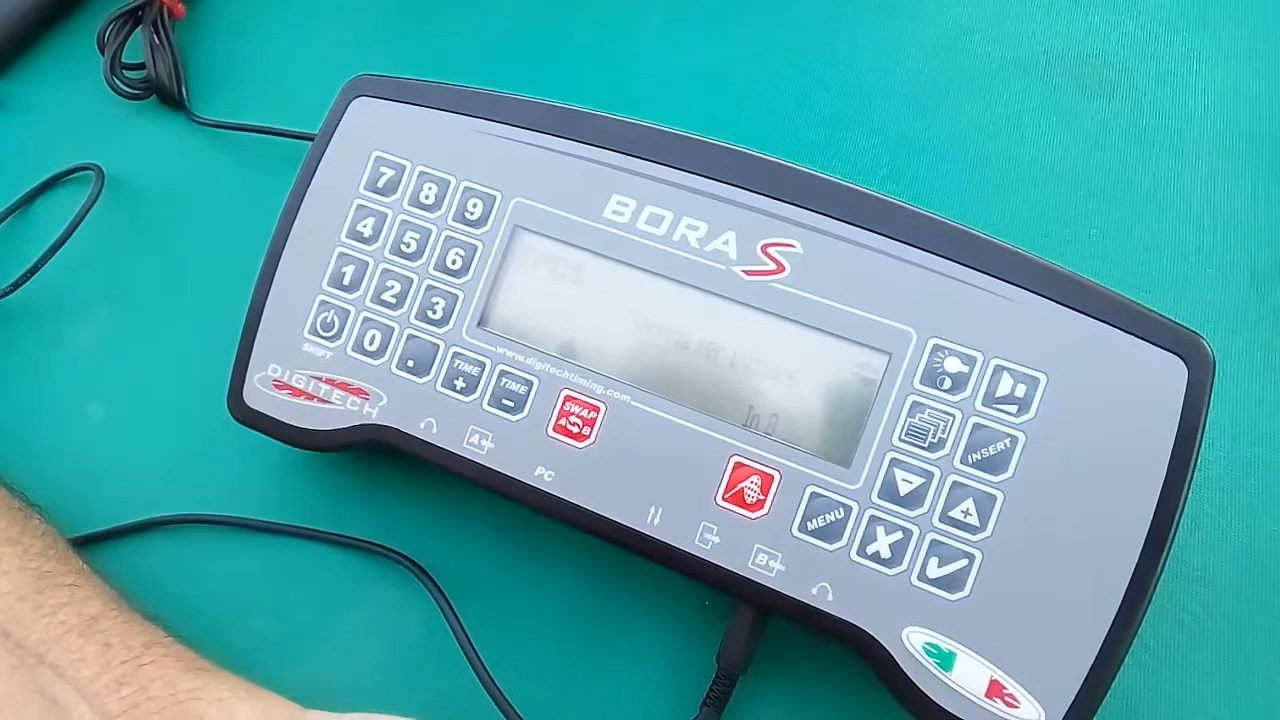 BORA S
7 8 9
4 5 6
1 2 3
0 .
SHIFT
TIME +
TIME -
DIGITECH
www.digitechtiming.com
SWAP
A B
In B
A
PC
B
MENU
INSERT